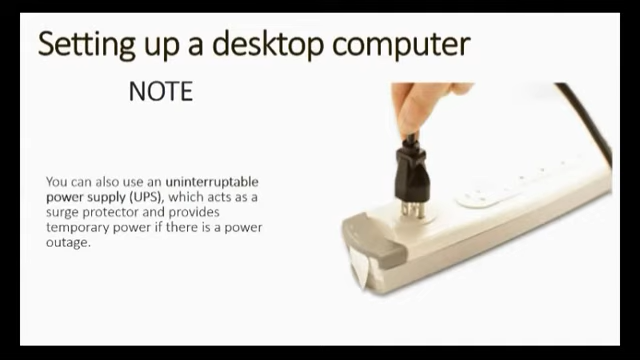 Setting up a desktop computer
NOTE
You can also use an uninterruptable
power supply (UPS), which acts as a
surge protector and provides
temporary power if there is a power
outage.